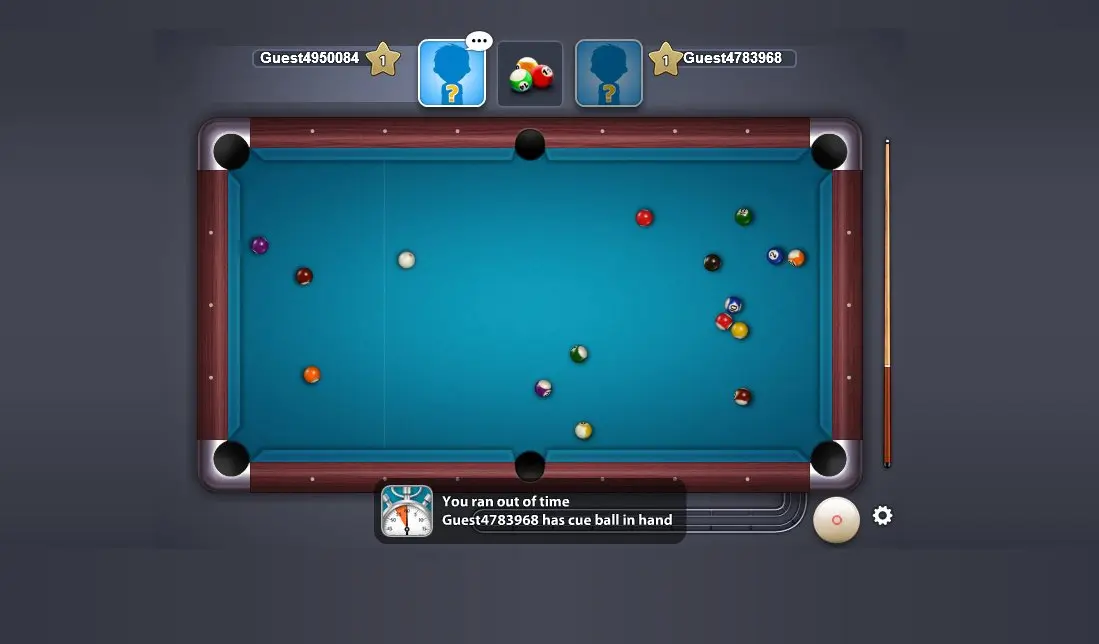 Guest4950084
1
?
?
1
Guest4783968
You ran out of time
Guest4783968 has cue ball in hand